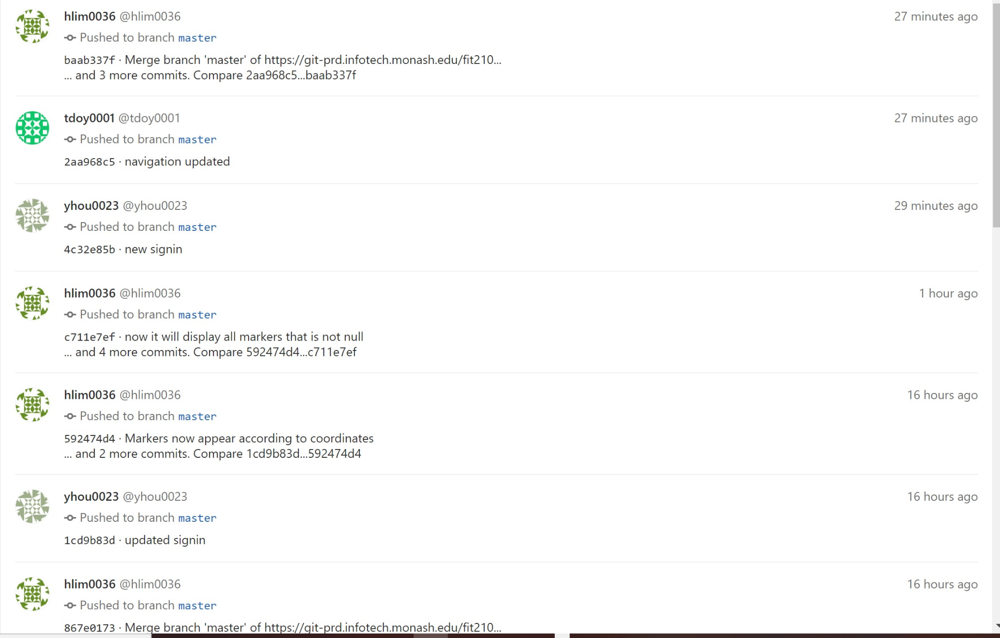 hlim0036 @hlim0036 27 minutes ago
Pushed to branch master
baab337f · Merge branch 'master' of https://git-prd.infotech.monash.edu/fit210...
... and 3 more commits. Compare 2aa968c5...baab337f
tdoy0001 @tdoy0001 27 minutes ago
Pushed to branch master
2aa968c5 · navigation updated
yhou0023 @yhou0023 29 minutes ago
Pushed to branch master
4c32e85b · new signin
hlim0036 @hlim0036 1 hour ago
Pushed to branch master
c711e7ef · now it will display all markers that is not null
... and 4 more commits. Compare 592474d4...c711e7ef
hlim0036 @hlim0036 16 hours ago
Pushed to branch master
592474d4 · Markers now appear according to coordinates
... and 2 more commits. Compare 1cd9b83d...592474d4
yhou0023 @yhou0023 16 hours ago
Pushed to branch master
1cd9b83d · updated signin
hlim0036 @hlim0036 16 hours ago
Pushed to branch master
867e0173 · Merge branch 'master' of https://git-prd.infotech.monash.edu/fit210...